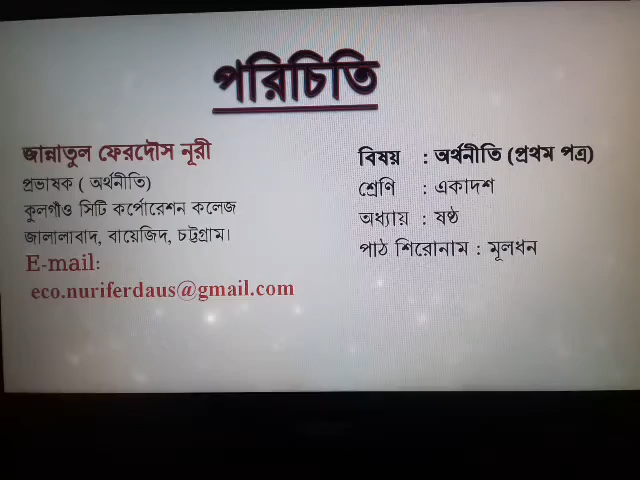 পরিচিতি
জান্নাতুল ফেরদৌস নূরী
প্রভাষক ( অর্থনীতি)
কুলগাঁও সিটি কর্পোরেশন কলেজ
জালালাবাদ, বায়েজিদ, চট্টগ্রাম।
E-mail:
eco.nuriferdaus@gmail.com
বিষয় : অর্থনীতি (প্রথম পত্র)
শ্রেণি : একাদশ
অধ্যায় : ষষ্ঠ
পাঠ শিরোনাম : মূলধন